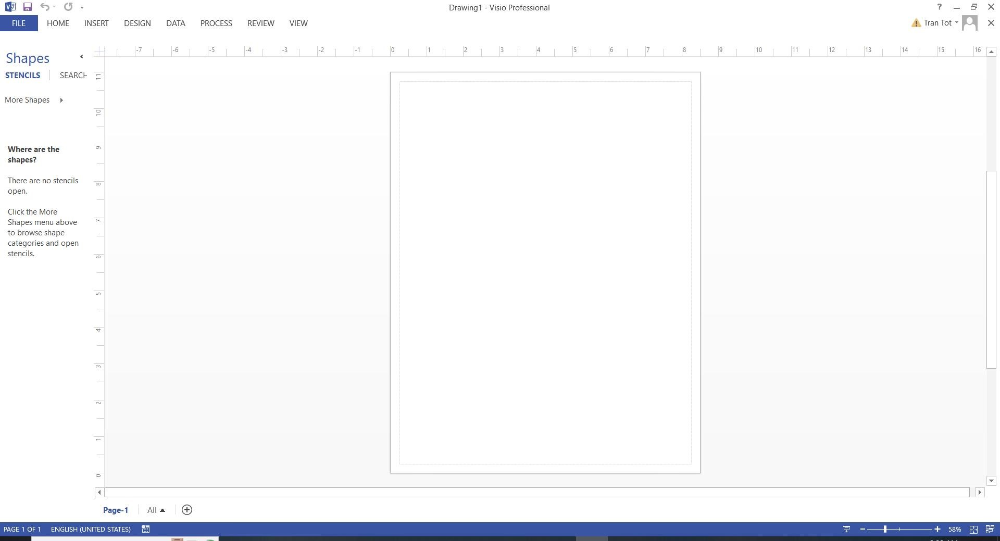 Drawing1 - Visio Professional
?
FILE HOME INSERT DESIGN DATA PROCESS REVIEW VIEW
Tran Tot
Shapes
STENCILS SEARCH
More Shapes
Where are the
shapes?
There are no stencils
open.
Click the More
Shapes menu above
to browse shape
categories and open
stencils.
-7 -6 -5 -4 -3 -2 -1 0 1 2 3 4 5 6 7 8 9 10 11 12 13 14 15 16
11
10
9
8
7
6
5
4
3
2
1
0
Page-1 All
PAGE 1 OF 1 ENGLISH (UNITED STATES) 58%